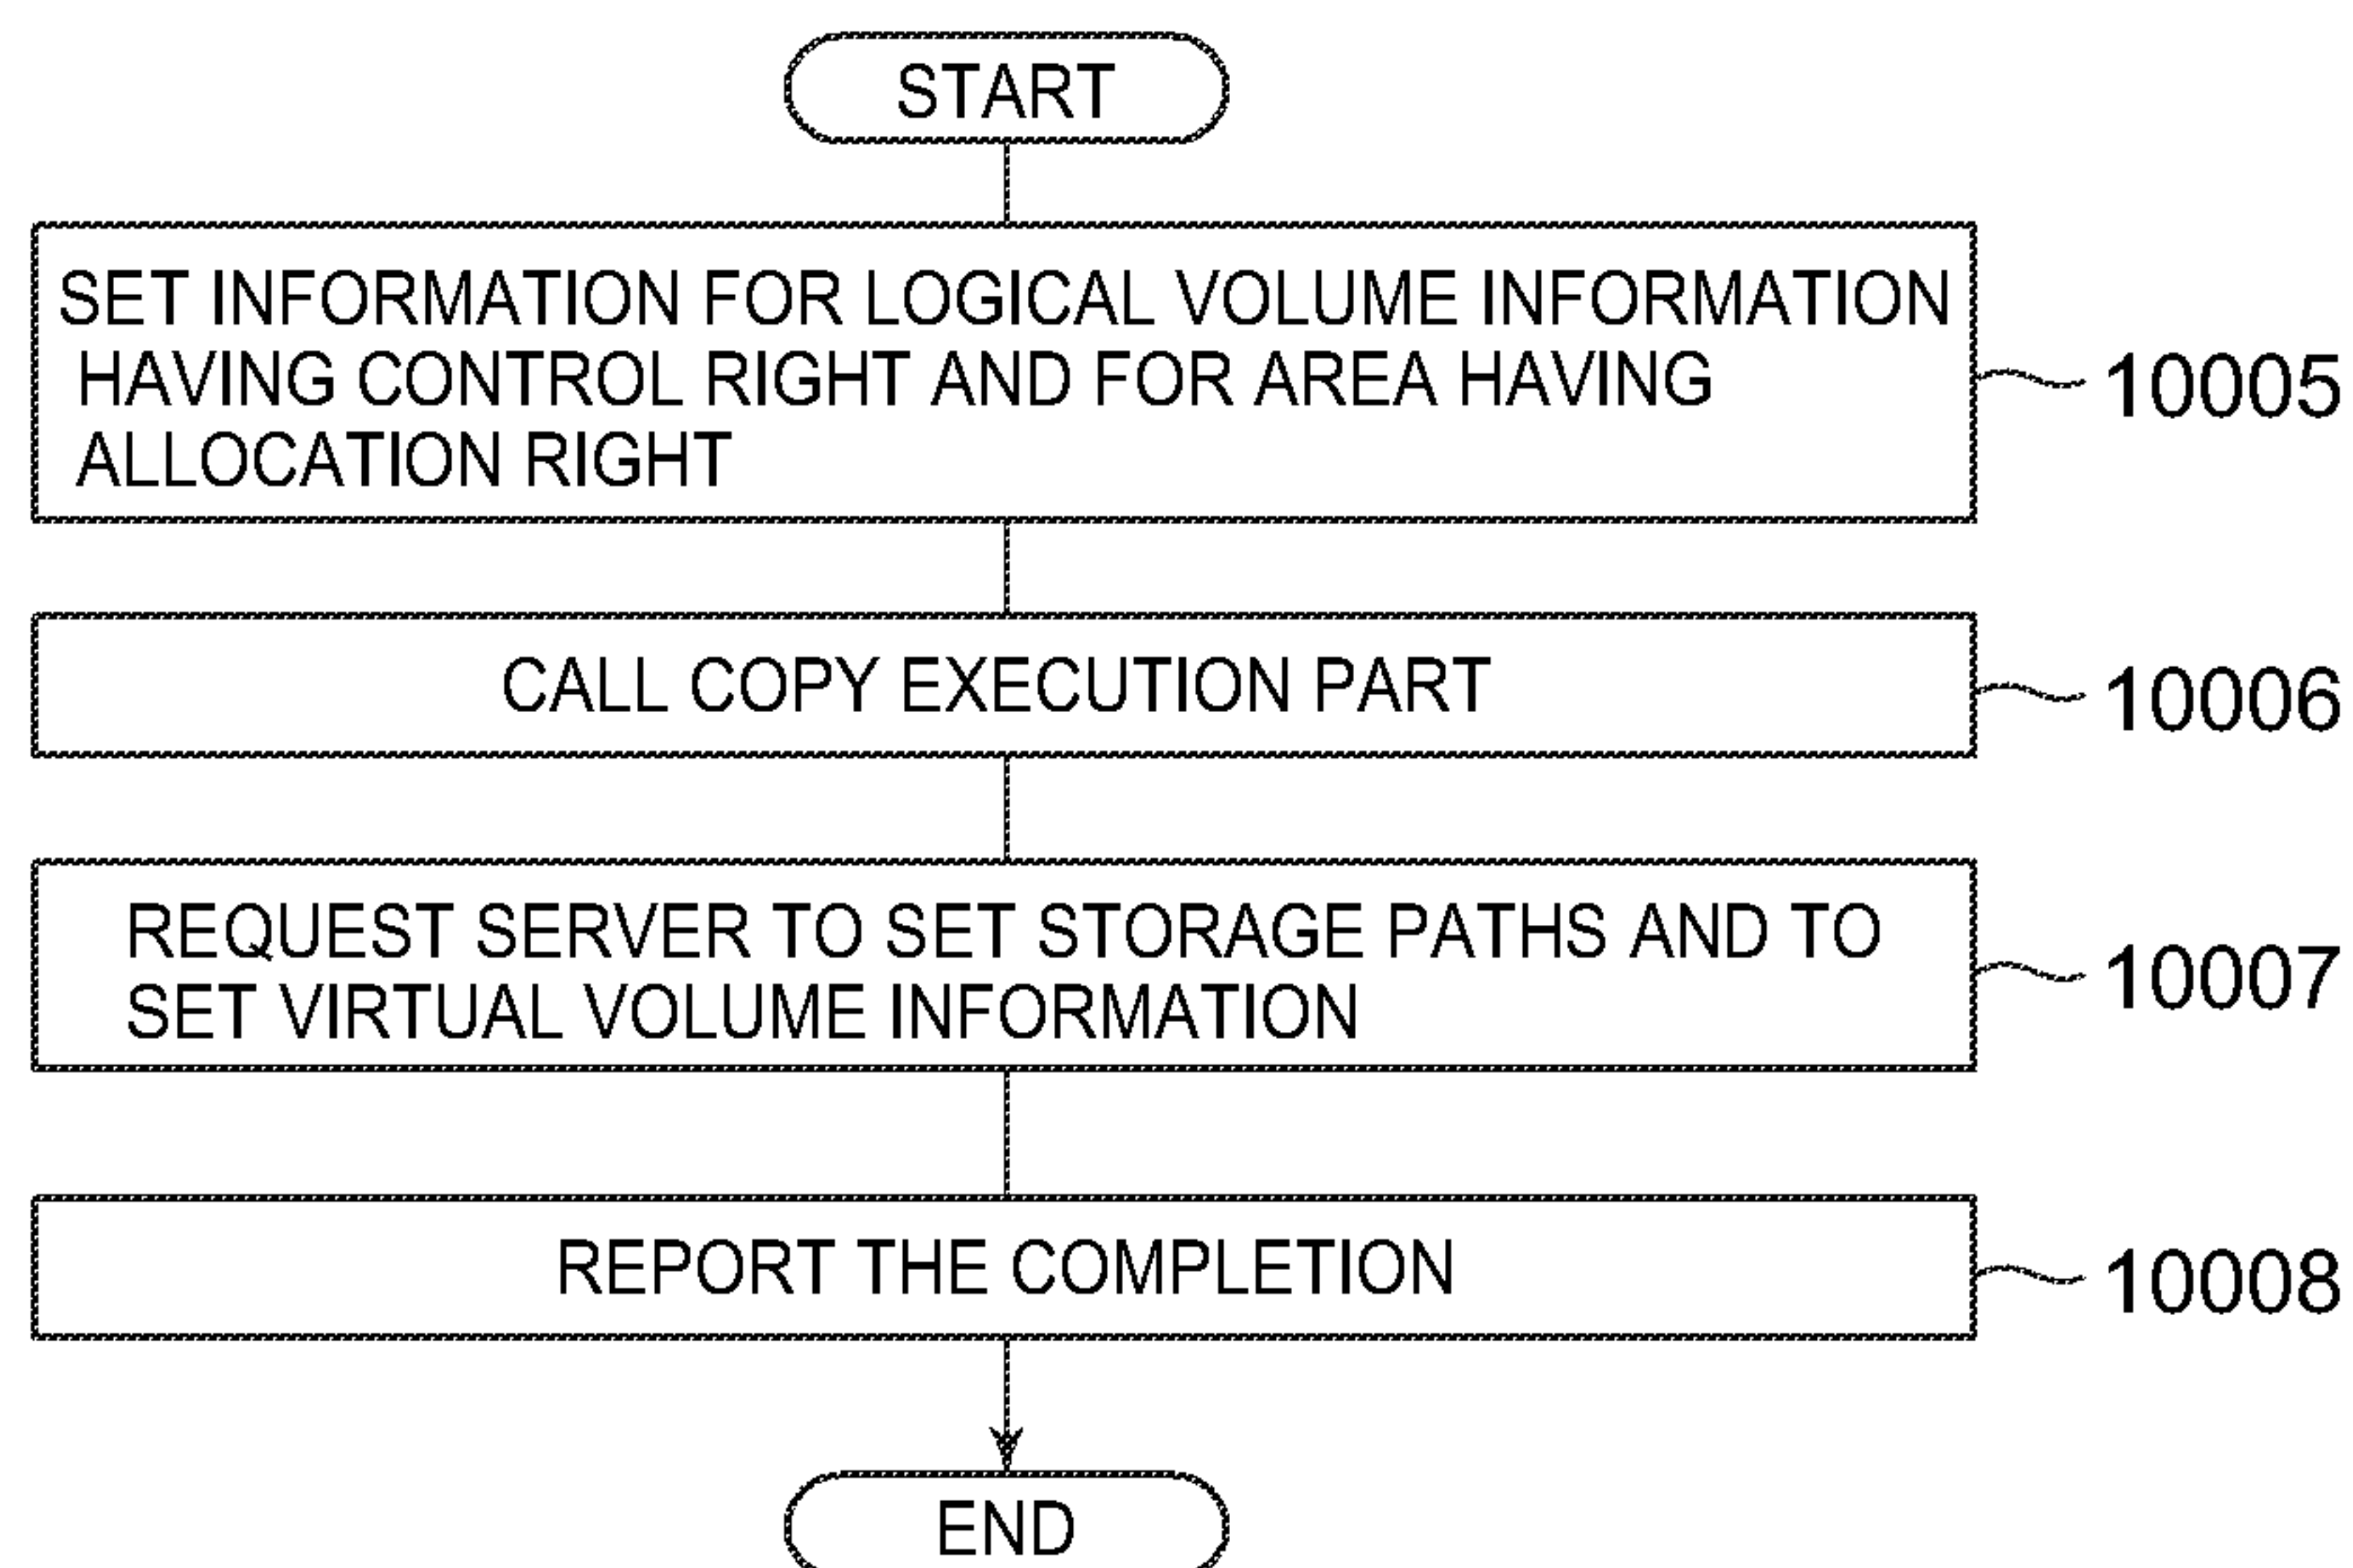 START
SET INFORMATION FOR LOGICAL VOLUME INFORMATION
HAVING CONTROL RIGHT AND FOR AREA HAVING
ALLOCATION RIGHT
10005
CALL COPY EXECUTION PART
10006
REQUEST SERVER TO SET STORAGE PATHS AND TO
SET VIRTUAL VOLUME INFORMATION
10007
REPORT THE COMPLETION
10008
END